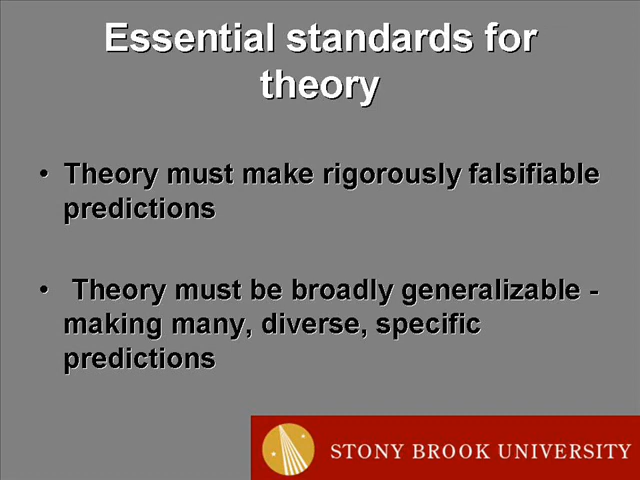 Essential standards for
theory
• Theory must make rigorously falsifiable
predictions
• Theory must be broadly generalizable -
making many, diverse, specific
predictions
STONY BROOK UNIVERSITY